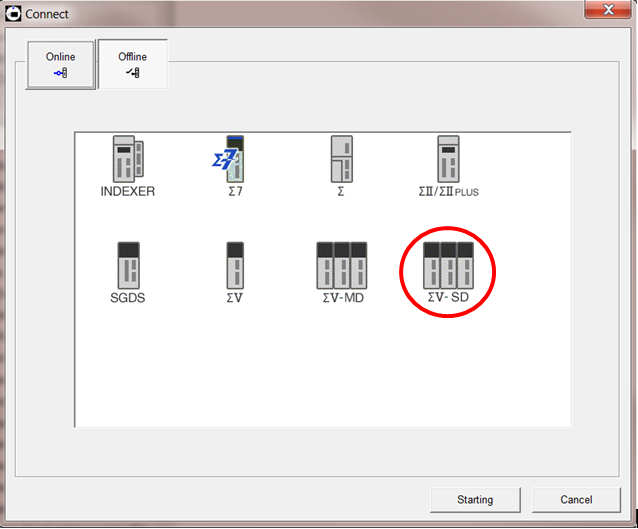 Connect
Online
Offline
INDEXER
Σ7
Σ
ΣII/ΣII PLUS
SGDS
ΣV
ΣV-MD
ΣV-SD
Starting
Cancel